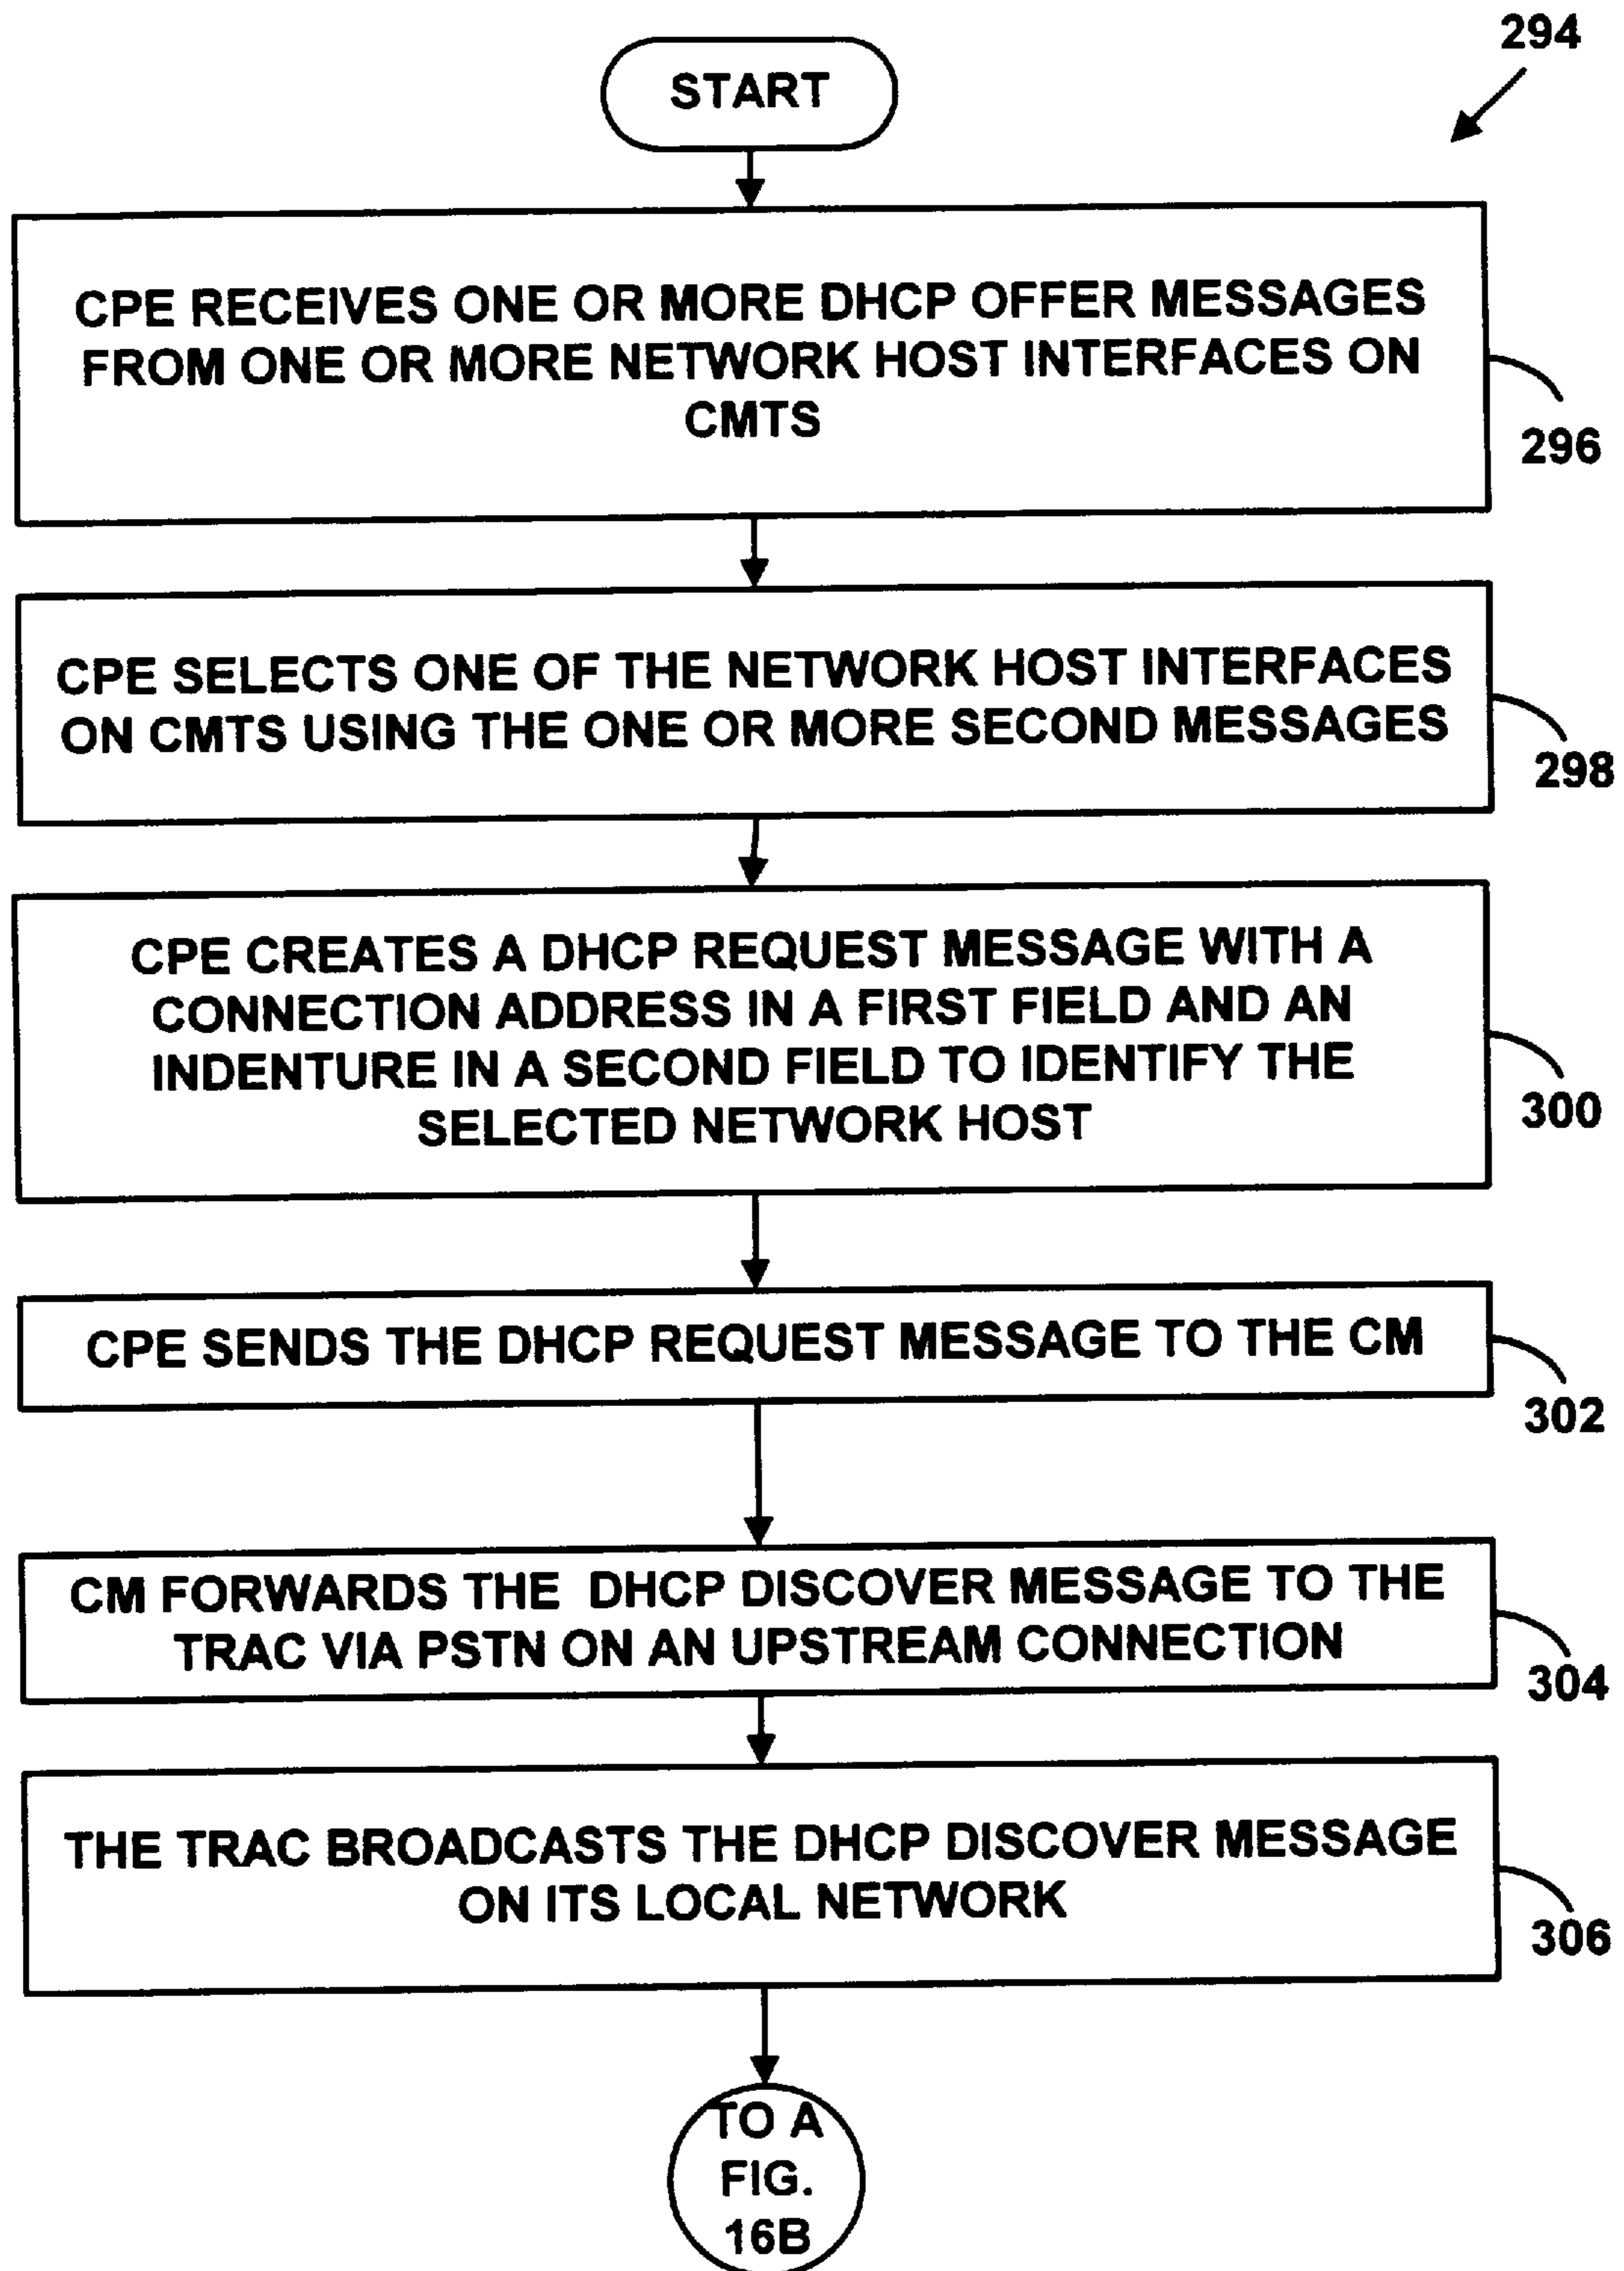 294
START
CPE RECEIVES ONE OR MORE DHCP OFFER MESSAGES
FROM ONE OR MORE NETWORK HOST INTERFACES ON
CMTS
296
CPE SELECTS ONE OF THE NETWORK HOST INTERFACES
ON CMTS USING THE ONE OR MORE SECOND MESSAGES
298
CPE CREATES A DHCP REQUEST MESSAGE WITH A
CONNECTION ADDRESS IN A FIRST FIELD AND AN
INDENTURE IN A SECOND FIELD TO IDENTIFY THE
SELECTED NETWORK HOST
300
CPE SENDS THE DHCP REQUEST MESSAGE TO THE CM
302
CM FORWARDS THE DHCP DISCOVER MESSAGE TO THE
TRAC VIA PSTN ON AN UPSTREAM CONNECTION
304
THE TRAC BROADCASTS THE DHCP DISCOVER MESSAGE
ON ITS LOCAL NETWORK
306
TO A
FIG.
16B